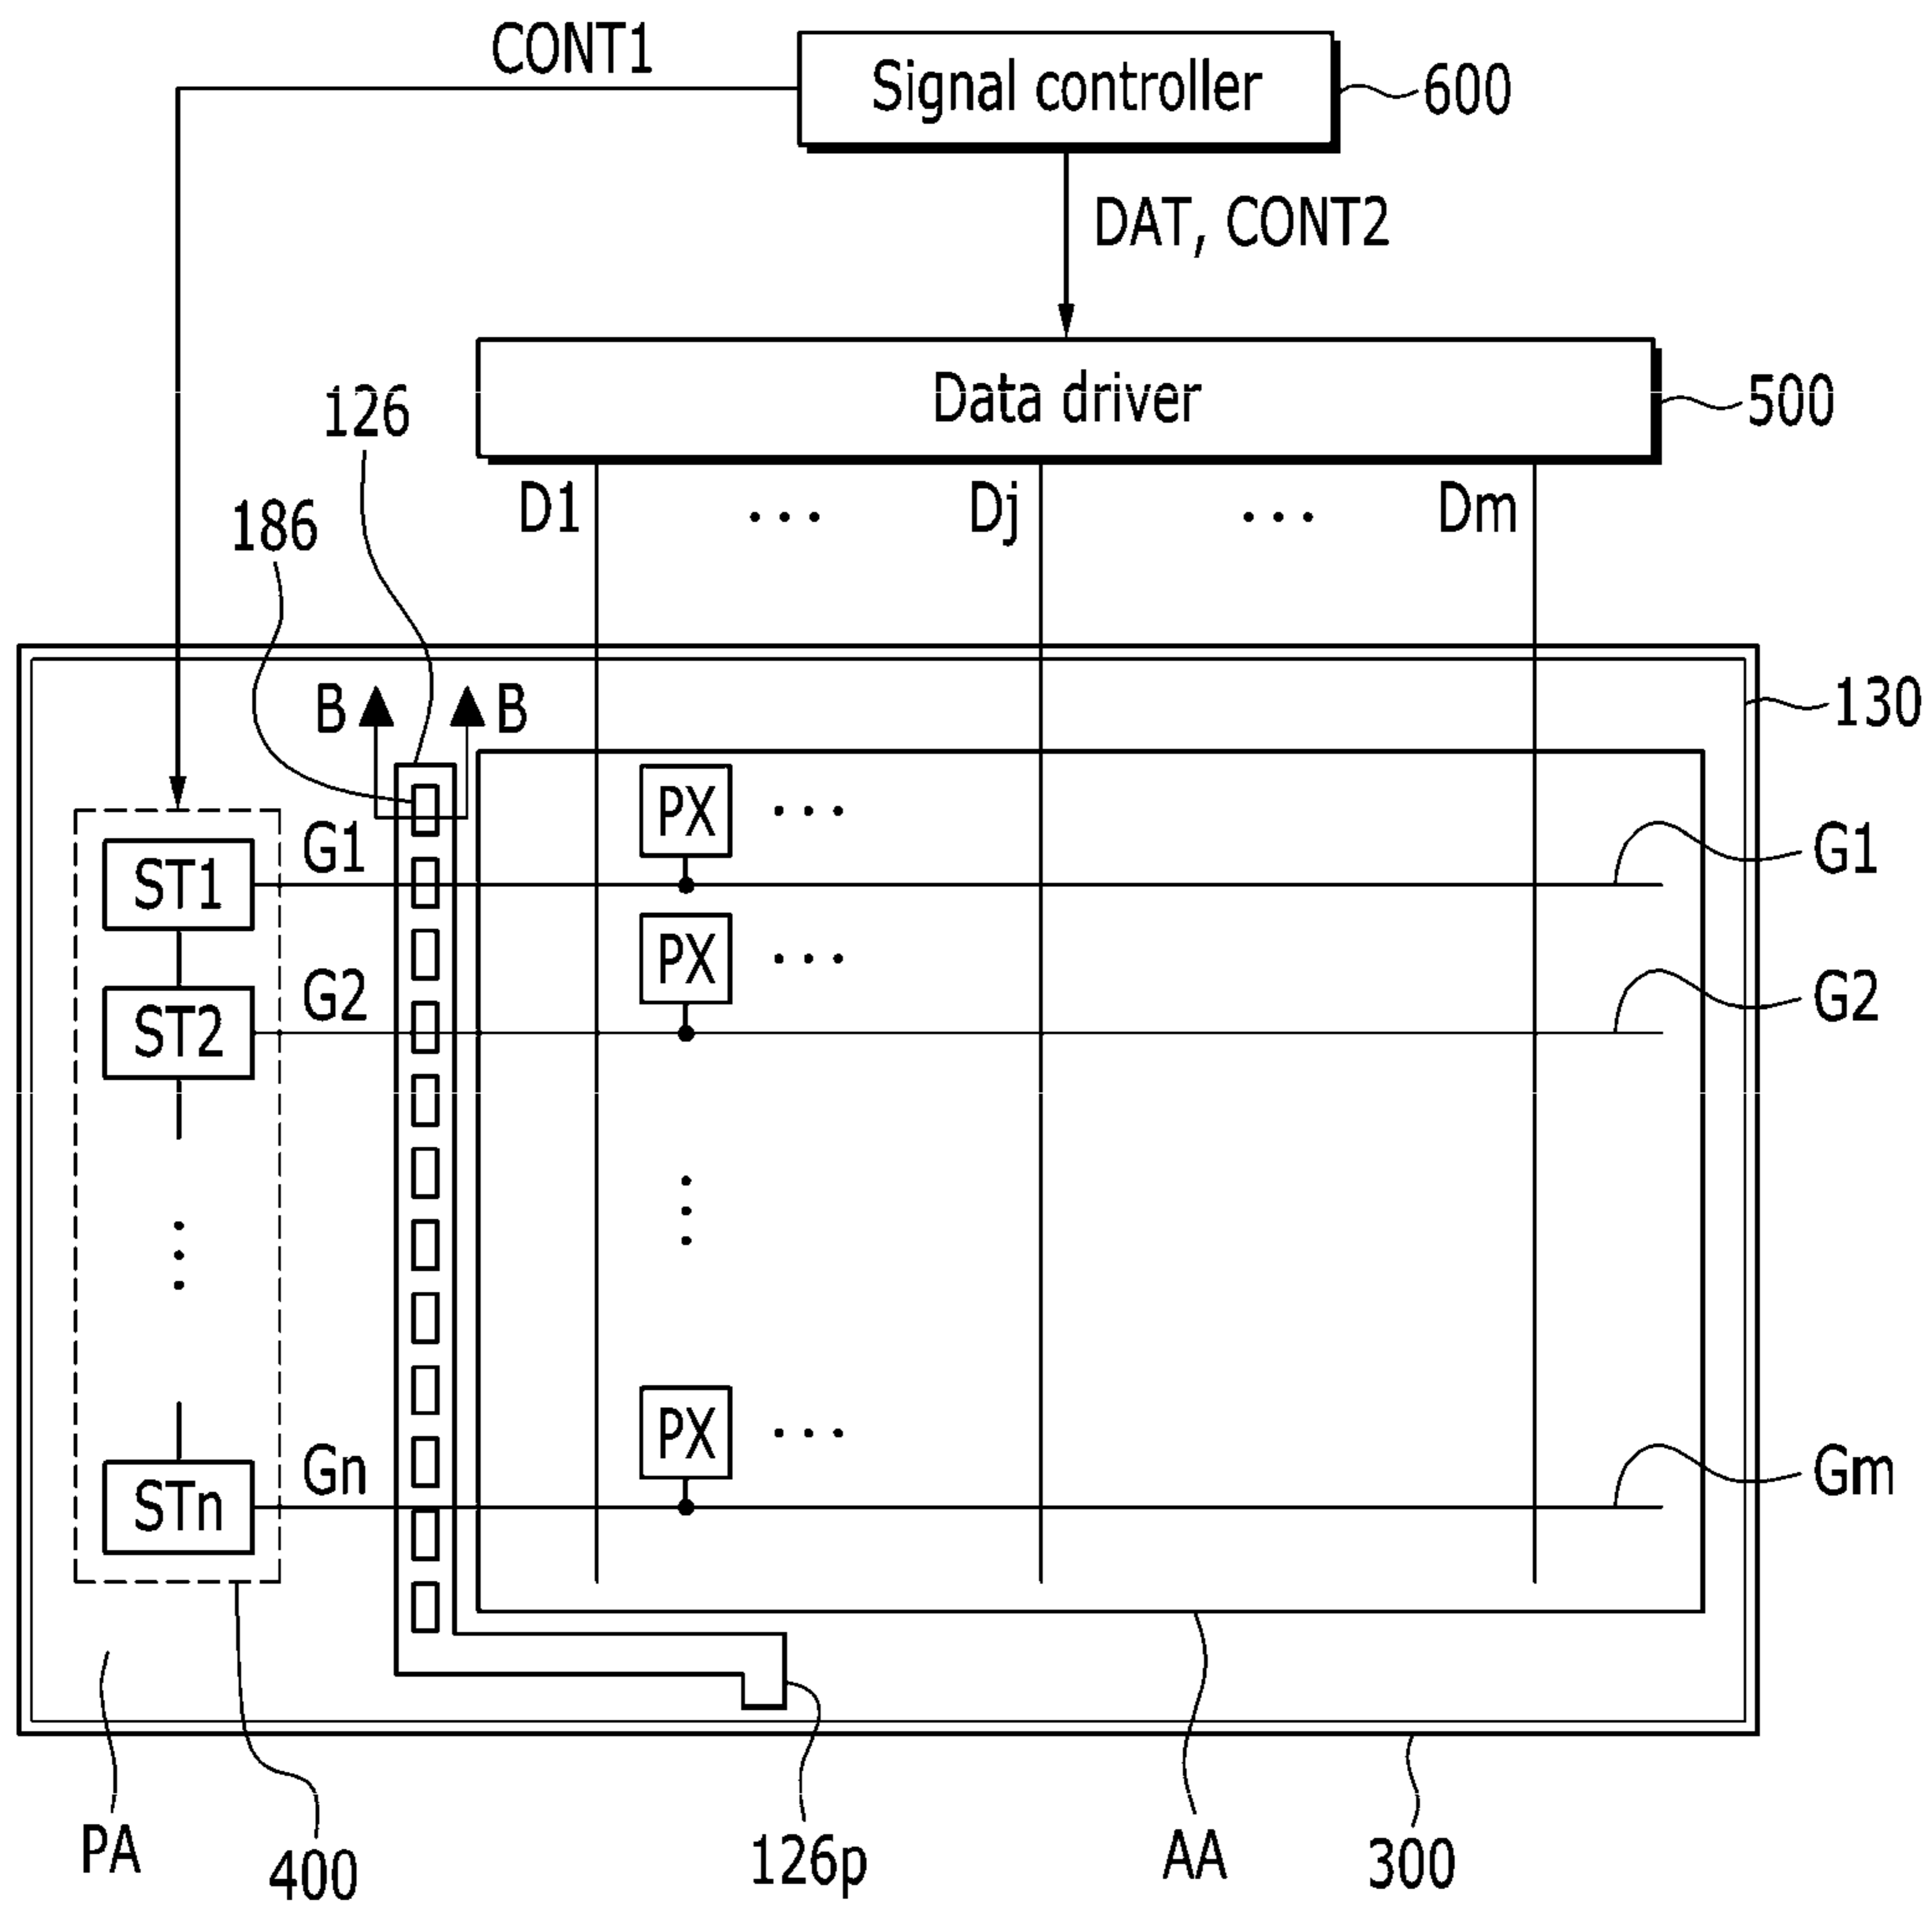 CONT1
Signal controller
600
DAT, CONT2
Data driver
500
126
186
D1 ... Dj ... Dm
130
B B
PX ...
ST1
G1
G1
PX ...
ST2
G2
G2
PX ...
STn
Gn
Gm
PA
400
126p
AA
300